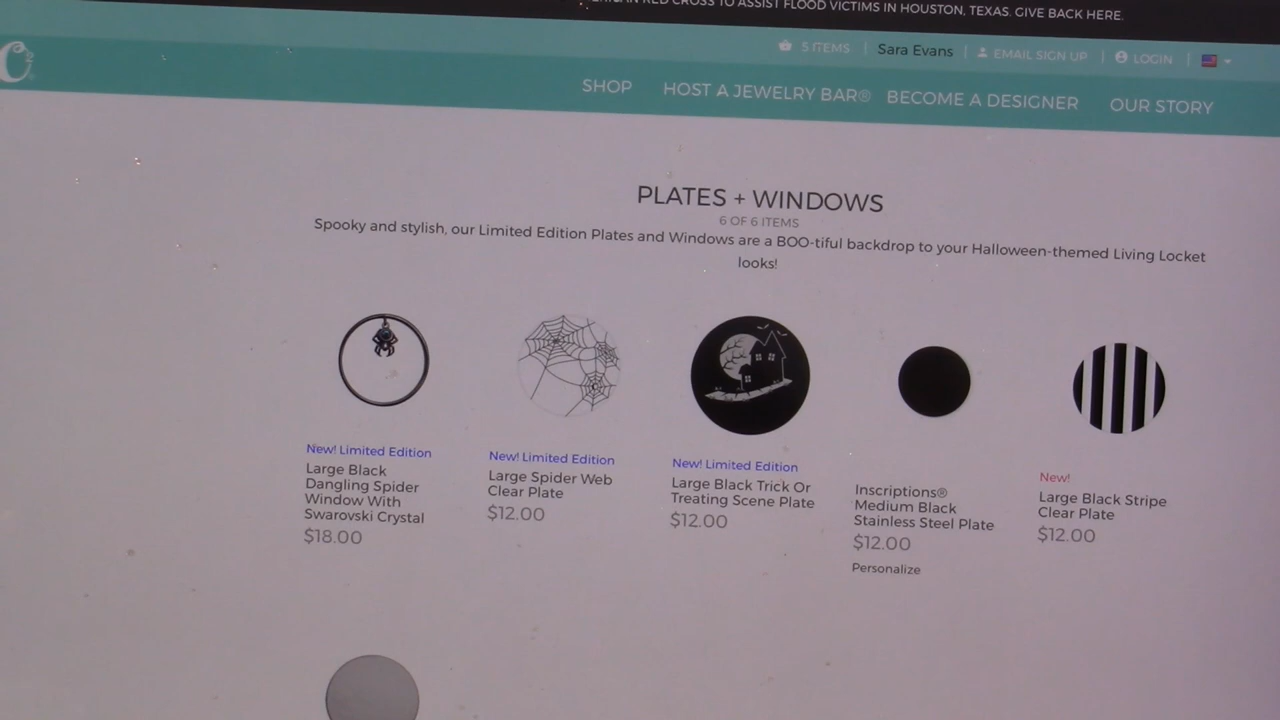 RED CROSS TO ASSIST FLOOD VICTIMS IN HOUSTON, TEXAS. GIVE BACK HERE.
5 ITEMS
Sara Evans
EMAIL SIGN UP
LOGIN
SHOP
HOST A JEWELRY BAR®
BECOME A DESIGNER
OUR STORY
PLATES + WINDOWS
6 OF 6 ITEMS
Spooky and stylish, our Limited Edition Plates and Windows are a BOO-tiful backdrop to your Halloween-themed Living Locket
looks!
New! Limited Edition
Large Black
Dangling Spider
Window With
Swarovski Crystal
$18.00
New! Limited Edition
Large Spider Web
Clear Plate
$12.00
New! Limited Edition
Large Black Trick Or
Treating Scene Plate
$12.00
Inscriptions®
Medium Black
Stainless Steel Plate
$12.00
Personalize
New!
Large Black Stripe
Clear Plate
$12.00